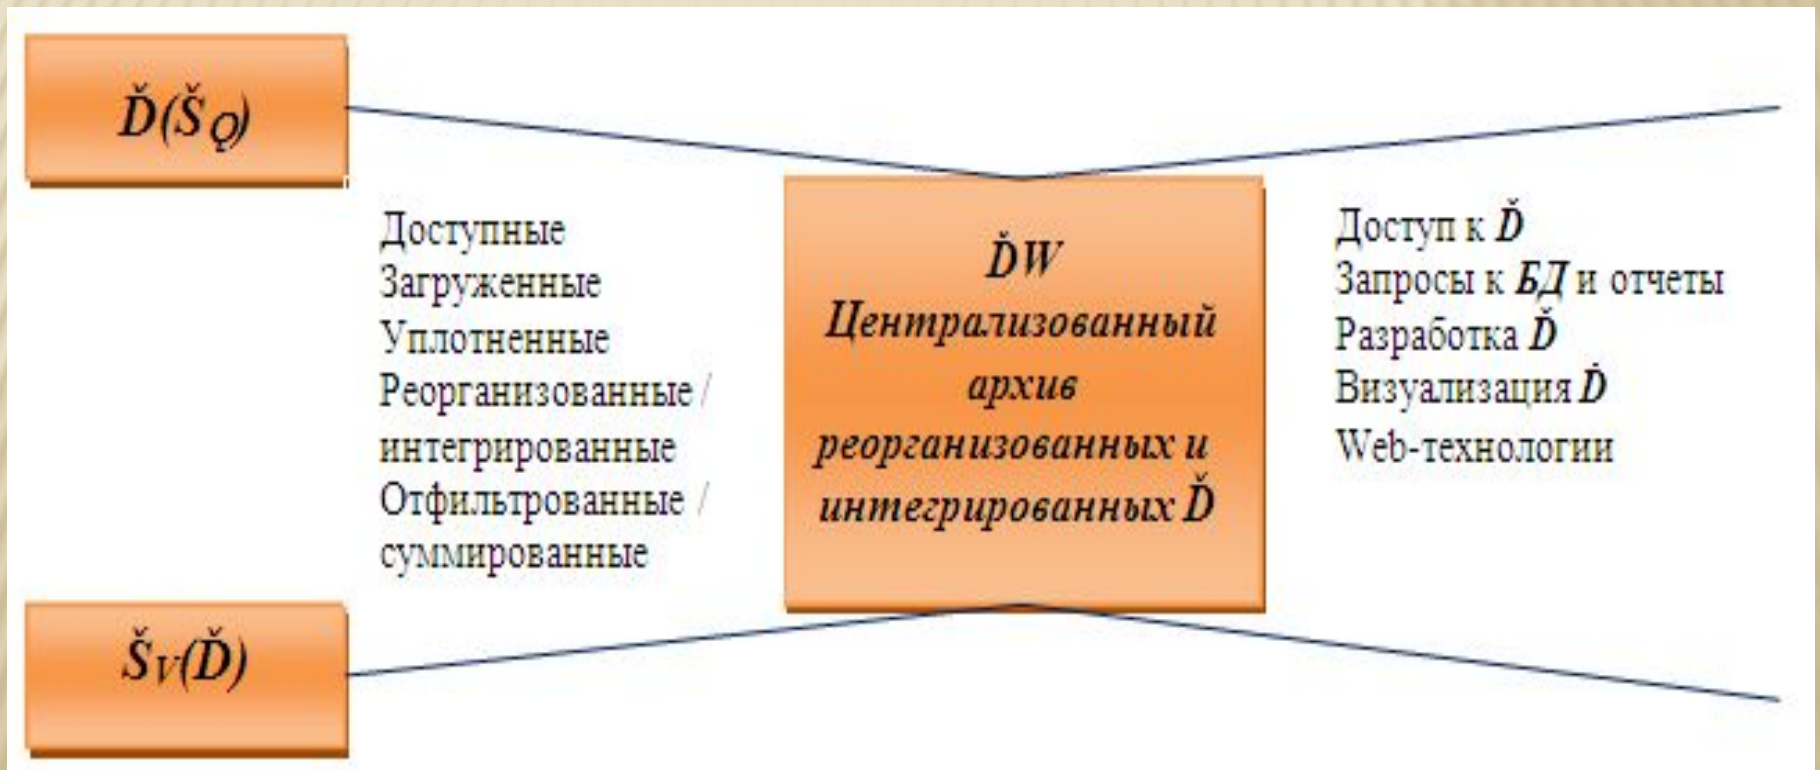 Ď(Š Q)
Доступные
Загруженные
Уплотненные
Реорганизованные /
интегрированные
Отфильтрованные /
суммированные
ĎW
Централизованный
архив
реорганизованных и
интегрированных Ď
Доступ к Ď
Запросы к БД и отчеты
Разработка Ď
Визуализация Ď
Web-технологии
ŠV(Ď)